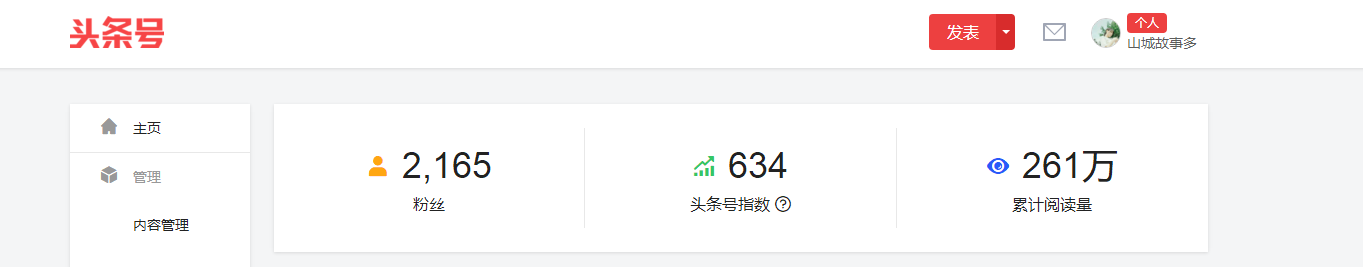 头条号
发表
个人
山城故事多
主页
管理
内容管理
2,165
粉丝
634
头条号指数
261万
累计阅读量